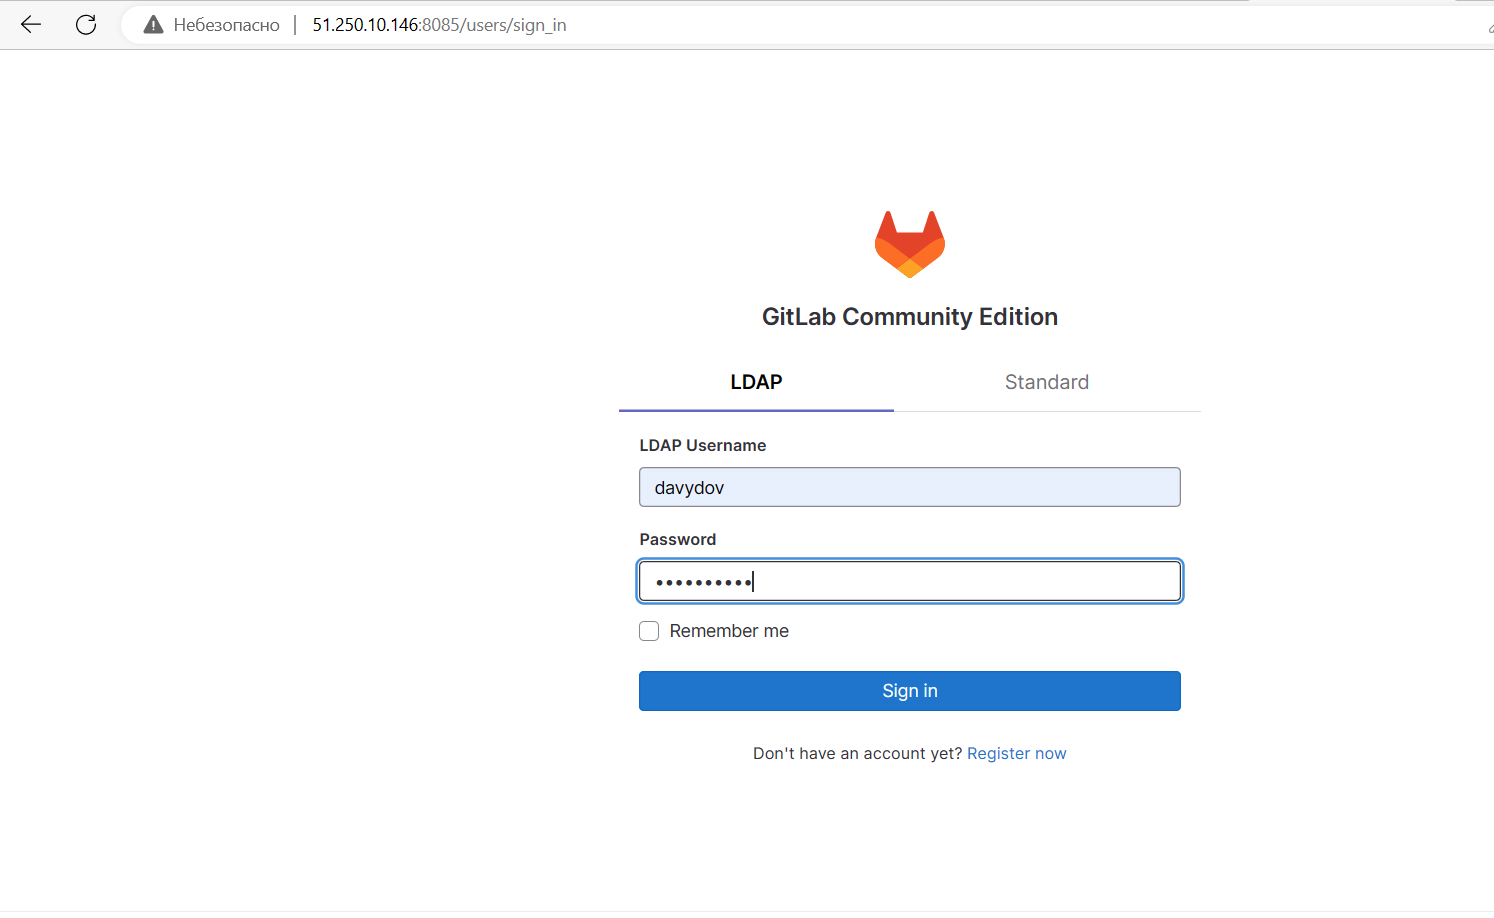 Небезопасно | 51.250.10.146:8085/users/sign_in
GitLab Community Edition
LDAP Standard
LDAP Username
davydov
Password
••••••••••
Remember me
Sign in
Don't have an account yet? Register now